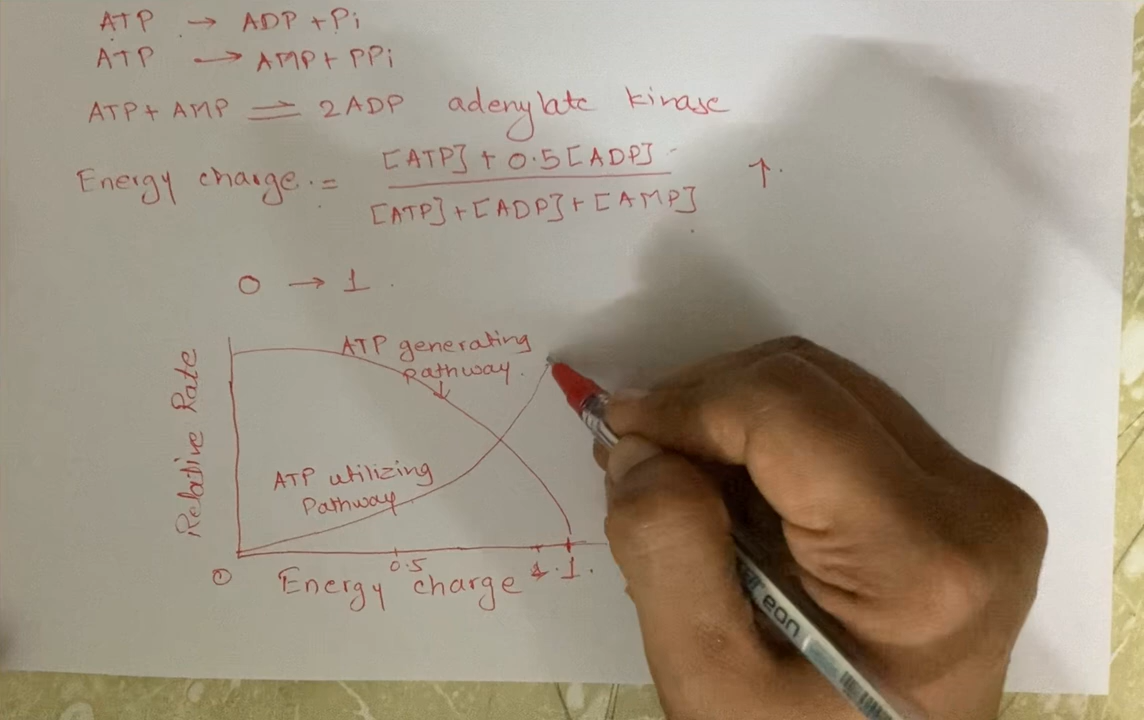 ATP → ADP + Pi
ATP → AMP + PPi
ATP + AMP ⇌ 2ADP adenylate kinase
Energy charge = [ATP] + 0.5[ADP] ↑
[ATP] + [ADP] + [AMP]
0 → 1
ATP generating
pathway
Relative Rate
ATP utilizing
Pathway
0 0.5 1
Energy charge
eon